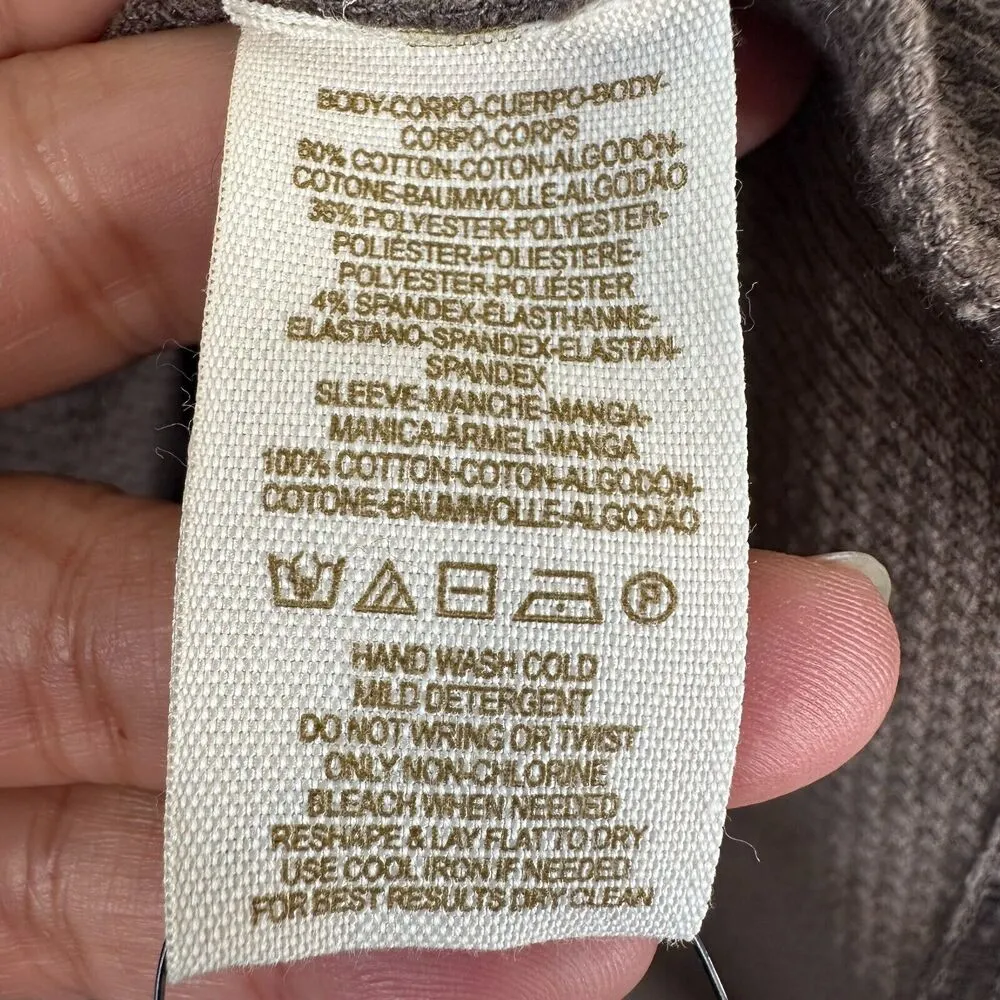 BODY-CORPO-CUERPO-BODY-
CORPO-CORPS
60% COTTON-COTON-ALGODÓN-
COTONE-BAUMWOLLE-ALGODÃO
36% POLYESTER-POLYESTER-
POLIÉSTER-POLIESTERE-
POLYESTER-POLIÉSTER
4% SPANDEX-ÉLASTHANNE-
ELASTANO-SPANDEX-ELASTAN-
SPANDEX
SLEEVE-MANCHE-MANGA-
MANICA-ÄRMEL-MANGA
100% COTTON-COTON-ALGODÓN-
COTONE-BAUMWOLLE-ALGODÃO
P
HAND WASH COLD
MILD DETERGENT
DO NOT WRING OR TWIST
ONLY NON-CHLORINE
BLEACH WHEN NEEDED
RESHAPE & LAY FLAT TO DRY
USE COOL IRON IF NEEDED
FOR BEST RESULTS DRY CLEAN